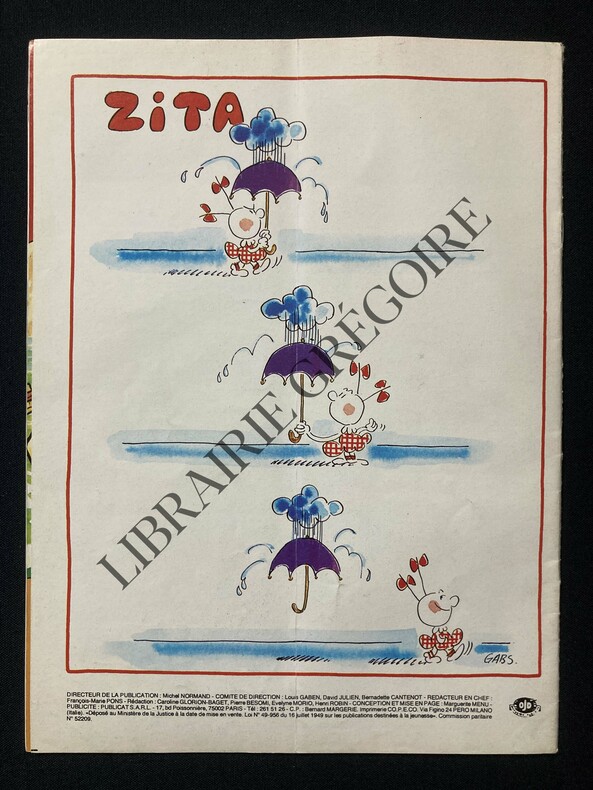 ZiTA
LIBRAIRIE GRÉGOIRE
GABS.
DIRECTEUR DE LA PUBLICATION : Michel NORMAND - COMITE DE DIRECTION : Louis GABEN, David JULIEN, Bernadette CANTENOT - REDACTEUR EN CHEF :
François-Marie PONS - Rédaction : Caroline GLORION-BAGET, Pierre BESOMI, Evelyne MORIO, Henri ROBIN - CONCEPTION ET MISE EN PAGE : Marguerite MENU -
PUBLICITE : PUBLICAT S.A.R.L. - 17, bd Poissonnière, 75002 PARIS - Tél : 261 51 26 - C.P. : Bernard MARGERIE. Imprimerie CO.P.E.CO. Via Figino 24 PERO MILANO
(Italie). «Déposé au Ministère de la Justice à la date de mise en vente. Loi N° 49-956 du 16 juillet 1949 sur les publications destinées à la jeunesse». Commission paritaire
N° 52209.
OJD